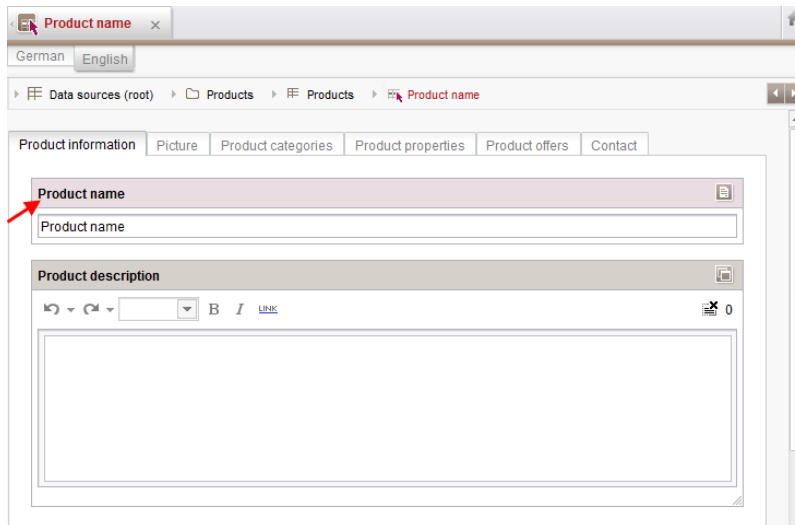 Product name
German English
Data sources (root) Products Products Product name
Product information Picture Product categories Product properties Product offers Contact
Product name
Product name
Product description
B I LINK 0